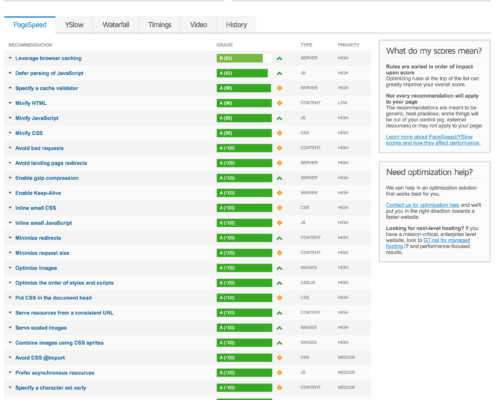 PageSpeed YSlow Waterfall Timings Video History
RECOMMENDATION GRADE TYPE PRIORITY
Leverage browser caching B (82) SERVER HIGH
Defer parsing of JavaScript A (92) JS HIGH
Specify a cache validator A (98) SERVER HIGH
Minify HTML A (98) CONTENT LOW
Minify JavaScript A (99) JS HIGH
Minify CSS A (99) CSS HIGH
Avoid bad requests A (100) CONTENT HIGH
Avoid landing page redirects A (100) SERVER HIGH
Enable gzip compression A (100) SERVER HIGH
Enable Keep-Alive A (100) SERVER HIGH
Inline small CSS A (100) CSS HIGH
Inline small JavaScript A (100) JS HIGH
Minimize redirects A (100) CONTENT HIGH
Minimize request size A (100) CONTENT HIGH
Optimize images A (100) IMAGES HIGH
Optimize the order of styles and scripts A (100) CSS/JS HIGH
Put CSS in the document head A (100) CSS HIGH
Serve resources from a consistent URL A (100) CONTENT HIGH
Serve scaled images A (100) IMAGES HIGH
Combine images using CSS sprites A (100) IMAGES HIGH
Avoid CSS @import A (100) CSS MEDIUM
Prefer asynchronous resources A (100) JS MEDIUM
Specify a character set early A (100) CONTENT MEDIUM
What do my scores mean?
Rules are sorted in order of impact
upon score
Optimizing rules at the top of the list can
greatly improve your overall score.
Not every recommendation will apply
to your page
The recommendations are meant to be
generic, best practices; some things will
be out of your control (eg. external
resources) or may not apply to your page.
Learn more about PageSpeed/YSlow
scores and how they affect performance.
Need optimization help?
We can help in an optimization solution
that works best for you.
Contact us for optimization help and we'll
put you in the right direction towards a
faster website.
Looking for next-level hosting? If you
have a mission-critical, enterprise level
website, look to GT.net for managed
hosting and performance-focused
results.